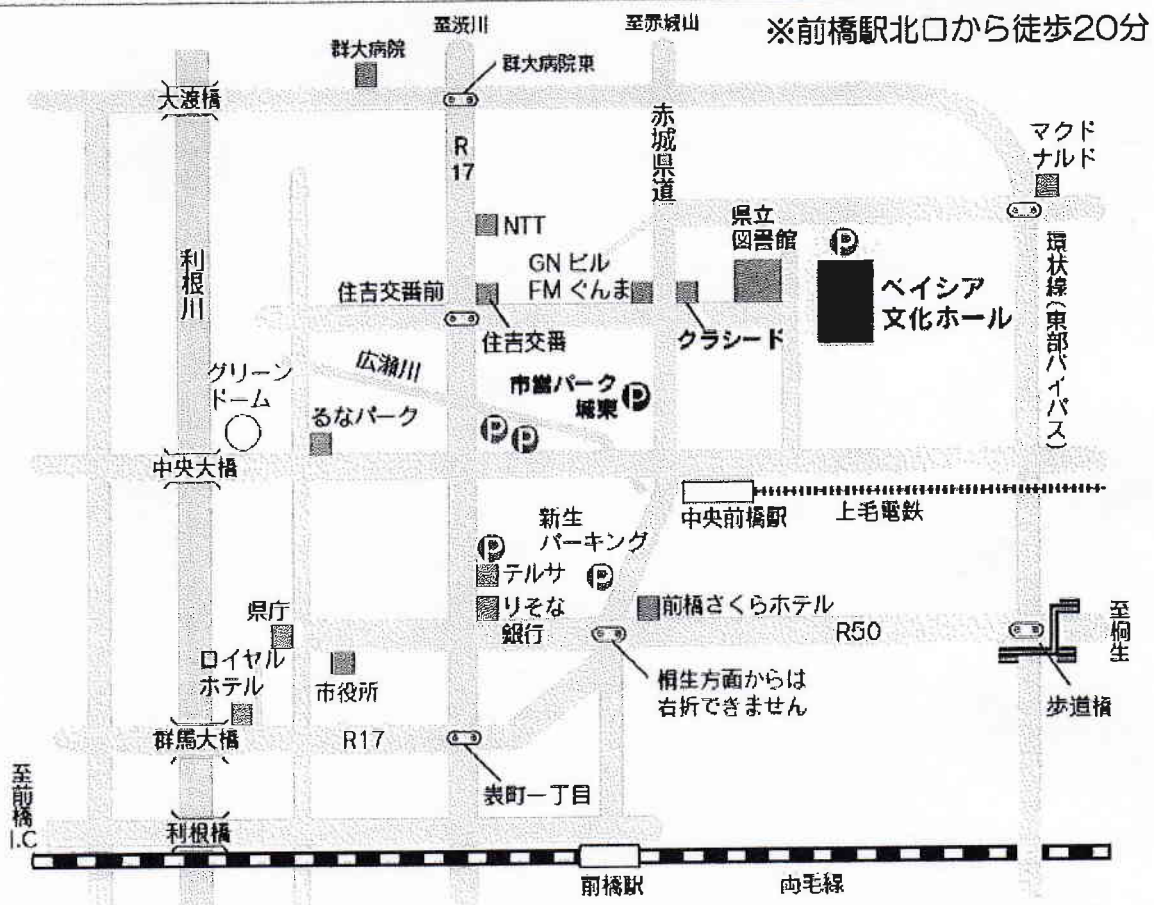 至渋川
至赤城山
※前橋駅北口から徒歩20分
群大病院
群大病院東
大渡橋
R
17
赤城県道
マクド
ナルド
NTT
県立
図書館
P
利根川
GN ビル
FM ぐんま
住吉交番前
住吉交番
クラシード
ベイシア
文化ホール
環状線(東部バイパス)
広瀬川
グリーン
ドーム
るなパーク
市営パーク
城東
P
P
P
中央大橋
中央前橋駅
上毛電鉄
新生
パーキング
P
テルサ
P
りそな
銀行
前橋さくらホテル
R50
至桐生
県庁
ロイヤル
ホテル
市役所
桐生方面からは
右折できません
歩道橋
群馬大橋
R17
表町一丁目
至前橋
I.C
利根橋
前橋駅
両毛線